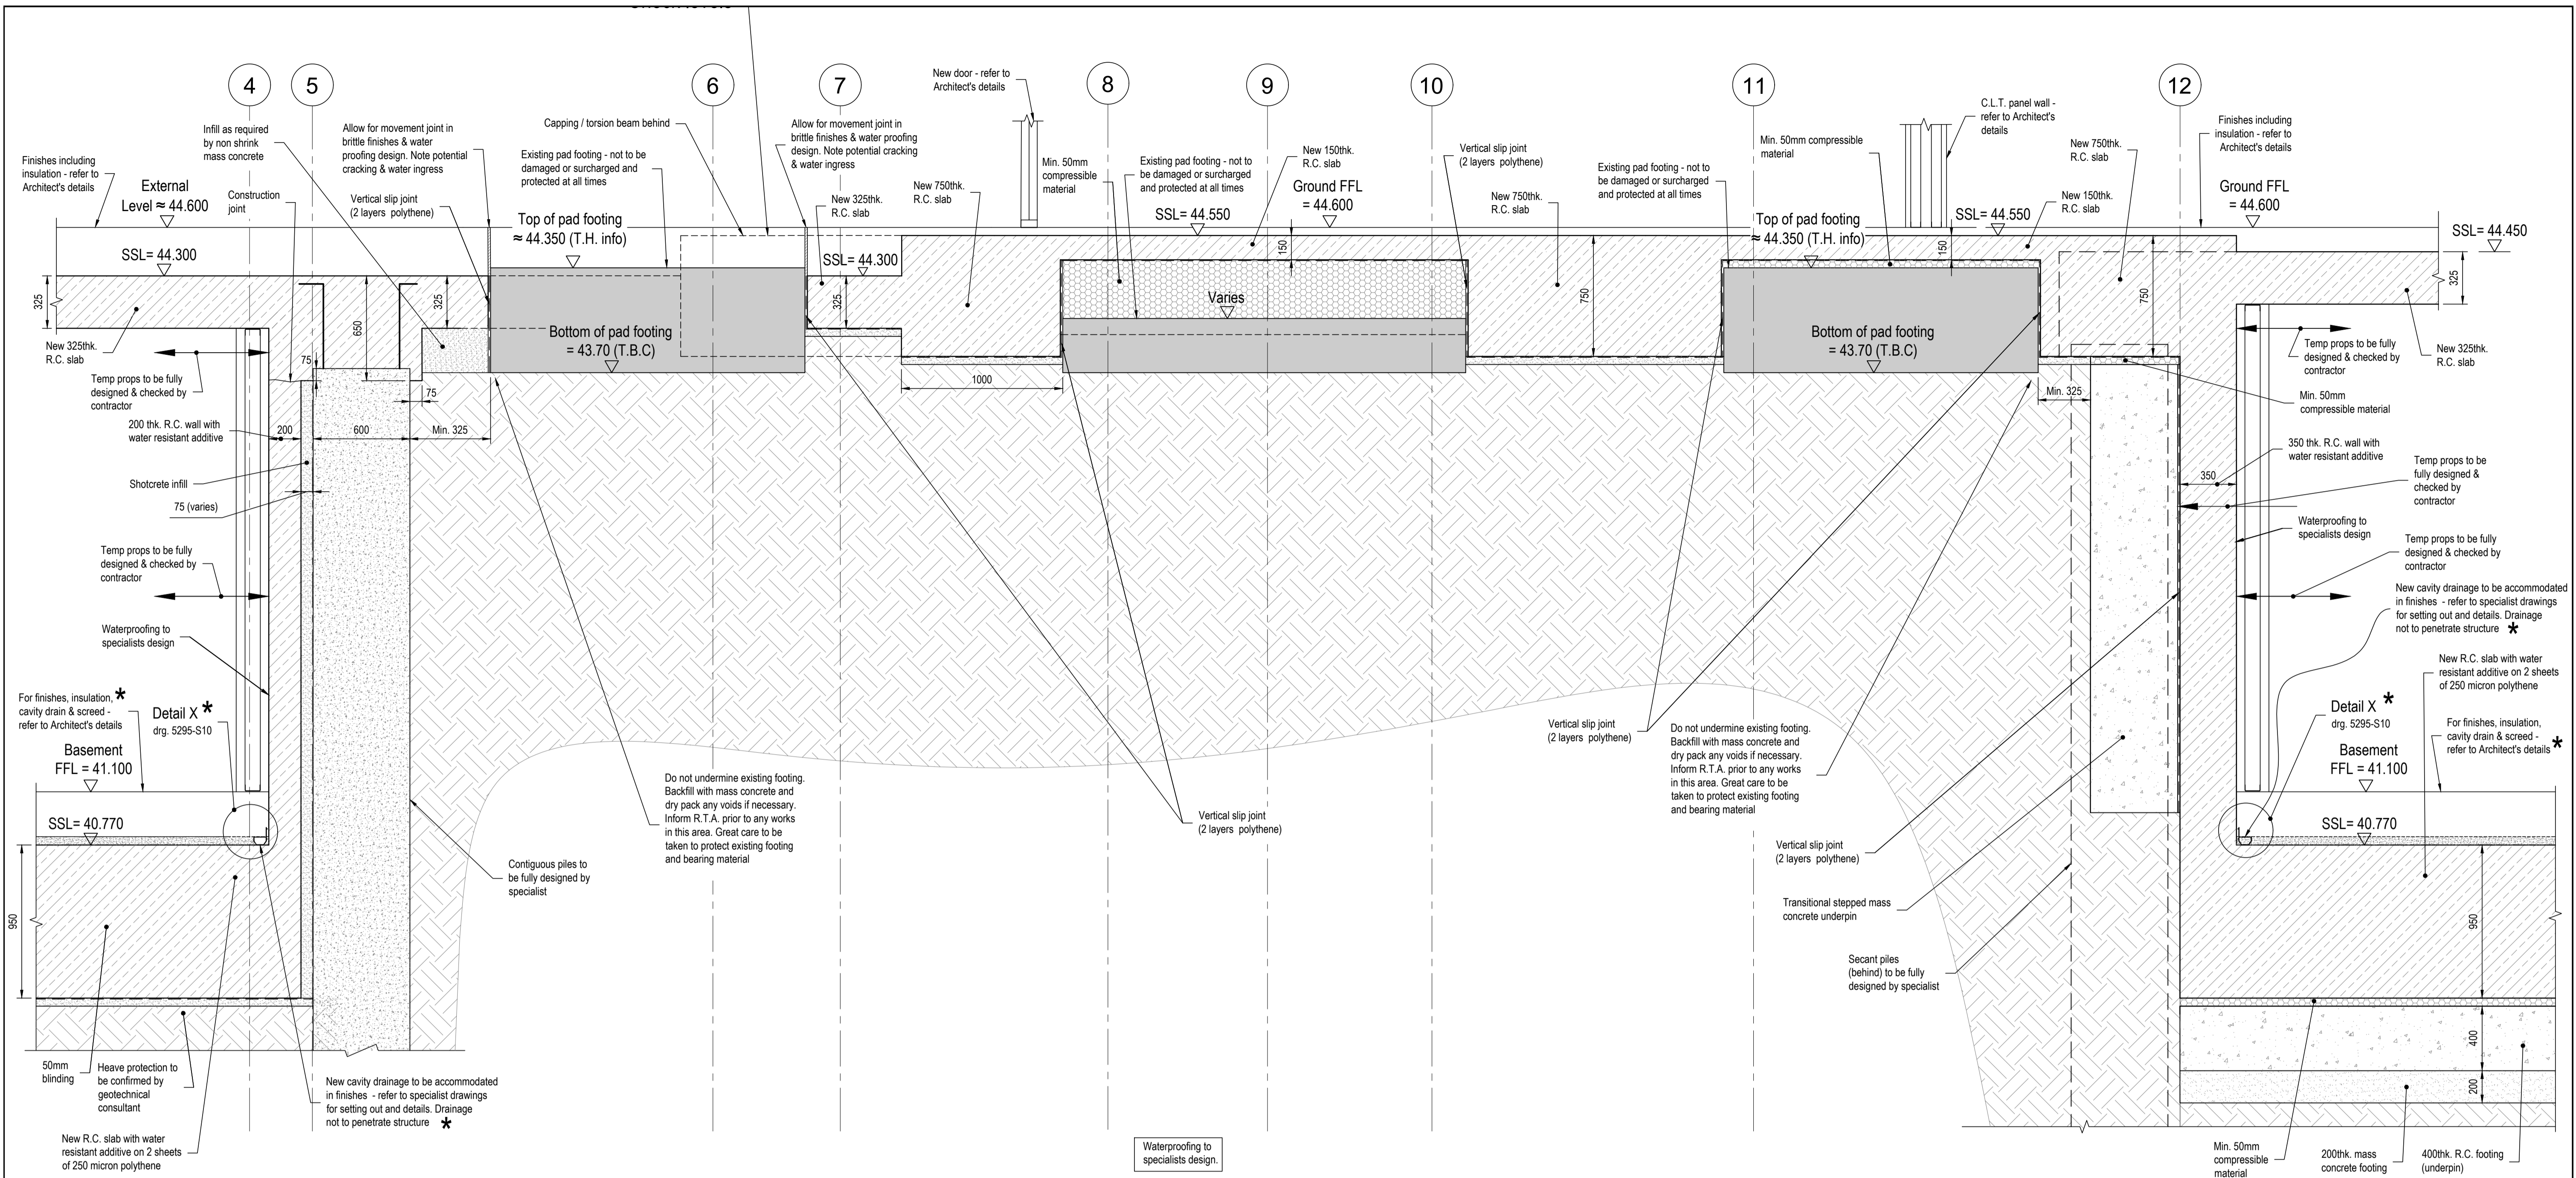 4
5
6
7
8
9
10
11
12
Finishes including
insulation - refer to
Architect's details
External
Level ≈ 44.600
SSL= 44.300
Infill as required
by non shrink
mass concrete
Construction
joint
Allow for movement joint in
brittle finishes & water
proofing design. Note potential
cracking & water ingress
Vertical slip joint
(2 layers polythene)
Capping / torsion beam behind
Existing pad footing - not to
be damaged or surcharged and
protected at all times
Top of pad footing
≈ 44.350 (T.H. info)
Bottom of pad footing
= 43.70 (T.B.C)
Allow for movement joint in
brittle finishes & water proofing
design. Note potential cracking
& water ingress
New 325thk.
R.C. slab
SSL= 44.300
New 750thk.
R.C. slab
New door - refer to
Architect's details
Min. 50mm
compressible
material
Existing pad footing - not to
be damaged or surcharged
and protected at all times
SSL= 44.550
New 150thk.
R.C. slab
Ground FFL
= 44.600
150
Varies
Vertical slip joint
(2 layers polythene)
New 750thk.
R.C. slab
750
Existing pad footing - not to
be damaged or surcharged
and protected at all times
Min. 50mm compressible
material
Top of pad footing
≈ 44.350 (T.H. info)
Bottom of pad footing
= 43.70 (T.B.C)
C.L.T. panel wall -
refer to Architect's
details
SSL= 44.550
150
New 150thk.
R.C. slab
New 750thk.
R.C. slab
750
Finishes including
insulation - refer to
Architect's details
Ground FFL
= 44.600
SSL= 44.450
325
325
650
325
325
75
75
1000
Min. 325
200
600
Min. 325
New 325thk.
R.C. slab
Temp props to be fully
designed & checked by
contractor
200 thk. R.C. wall with
water resistant additive
Shotcrete infill
75 (varies)
Temp props to be fully
designed & checked by
contractor
Waterproofing to
specialists design
For finishes, insulation, *
cavity drain & screed -
refer to Architect's details
Detail X *
drg. 5295-S10
Basement
FFL = 41.100
SSL= 40.770
950
50mm
blinding
Heave protection to
be confirmed by
geotechnical
consultant
New R.C. slab with water
resistant additive on 2 sheets
of 250 micron polythene
New cavity drainage to be accommodated
in finishes - refer to specialist drawings
for setting out and details. Drainage
not to penetrate structure *
Contiguous piles to
be fully designed by
specialist
Do not undermine existing footing.
Backfill with mass concrete and
dry pack any voids if necessary.
Inform R.T.A. prior to any works
in this area. Great care to be
taken to protect existing footing
and bearing material
Vertical slip joint
(2 layers polythene)
Waterproofing to
specialists design.
Vertical slip joint
(2 layers polythene)
Do not undermine existing footing.
Backfill with mass concrete and
dry pack any voids if necessary.
Inform R.T.A. prior to any works
in this area. Great care to be
taken to protect existing footing
and bearing material
Vertical slip joint
(2 layers polythene)
Transitional stepped mass
concrete underpin
Secant piles
(behind) to be fully
designed by specialist
Temp props to be fully
designed & checked by
contractor
New 325thk.
R.C. slab
Min. 50mm
compressible material
350 thk. R.C. wall with
water resistant additive
350
Temp props to be
fully designed &
checked by
contractor
Waterproofing to
specialists design
Temp props to be fully
designed & checked by
contractor
New cavity drainage to be accommodated
in finishes - refer to specialist drawings
for setting out and details. Drainage
not to penetrate structure *
New R.C. slab with water
resistant additive on 2 sheets
of 250 micron polythene
Detail X *
drg. 5295-S10
For finishes, insulation,
cavity drain & screed -
refer to Architect's details *
Basement
FFL = 41.100
SSL= 40.770
950
400
200
Min. 50mm
compressible
material
200thk. mass
concrete footing
400thk. R.C. footing
(underpin)